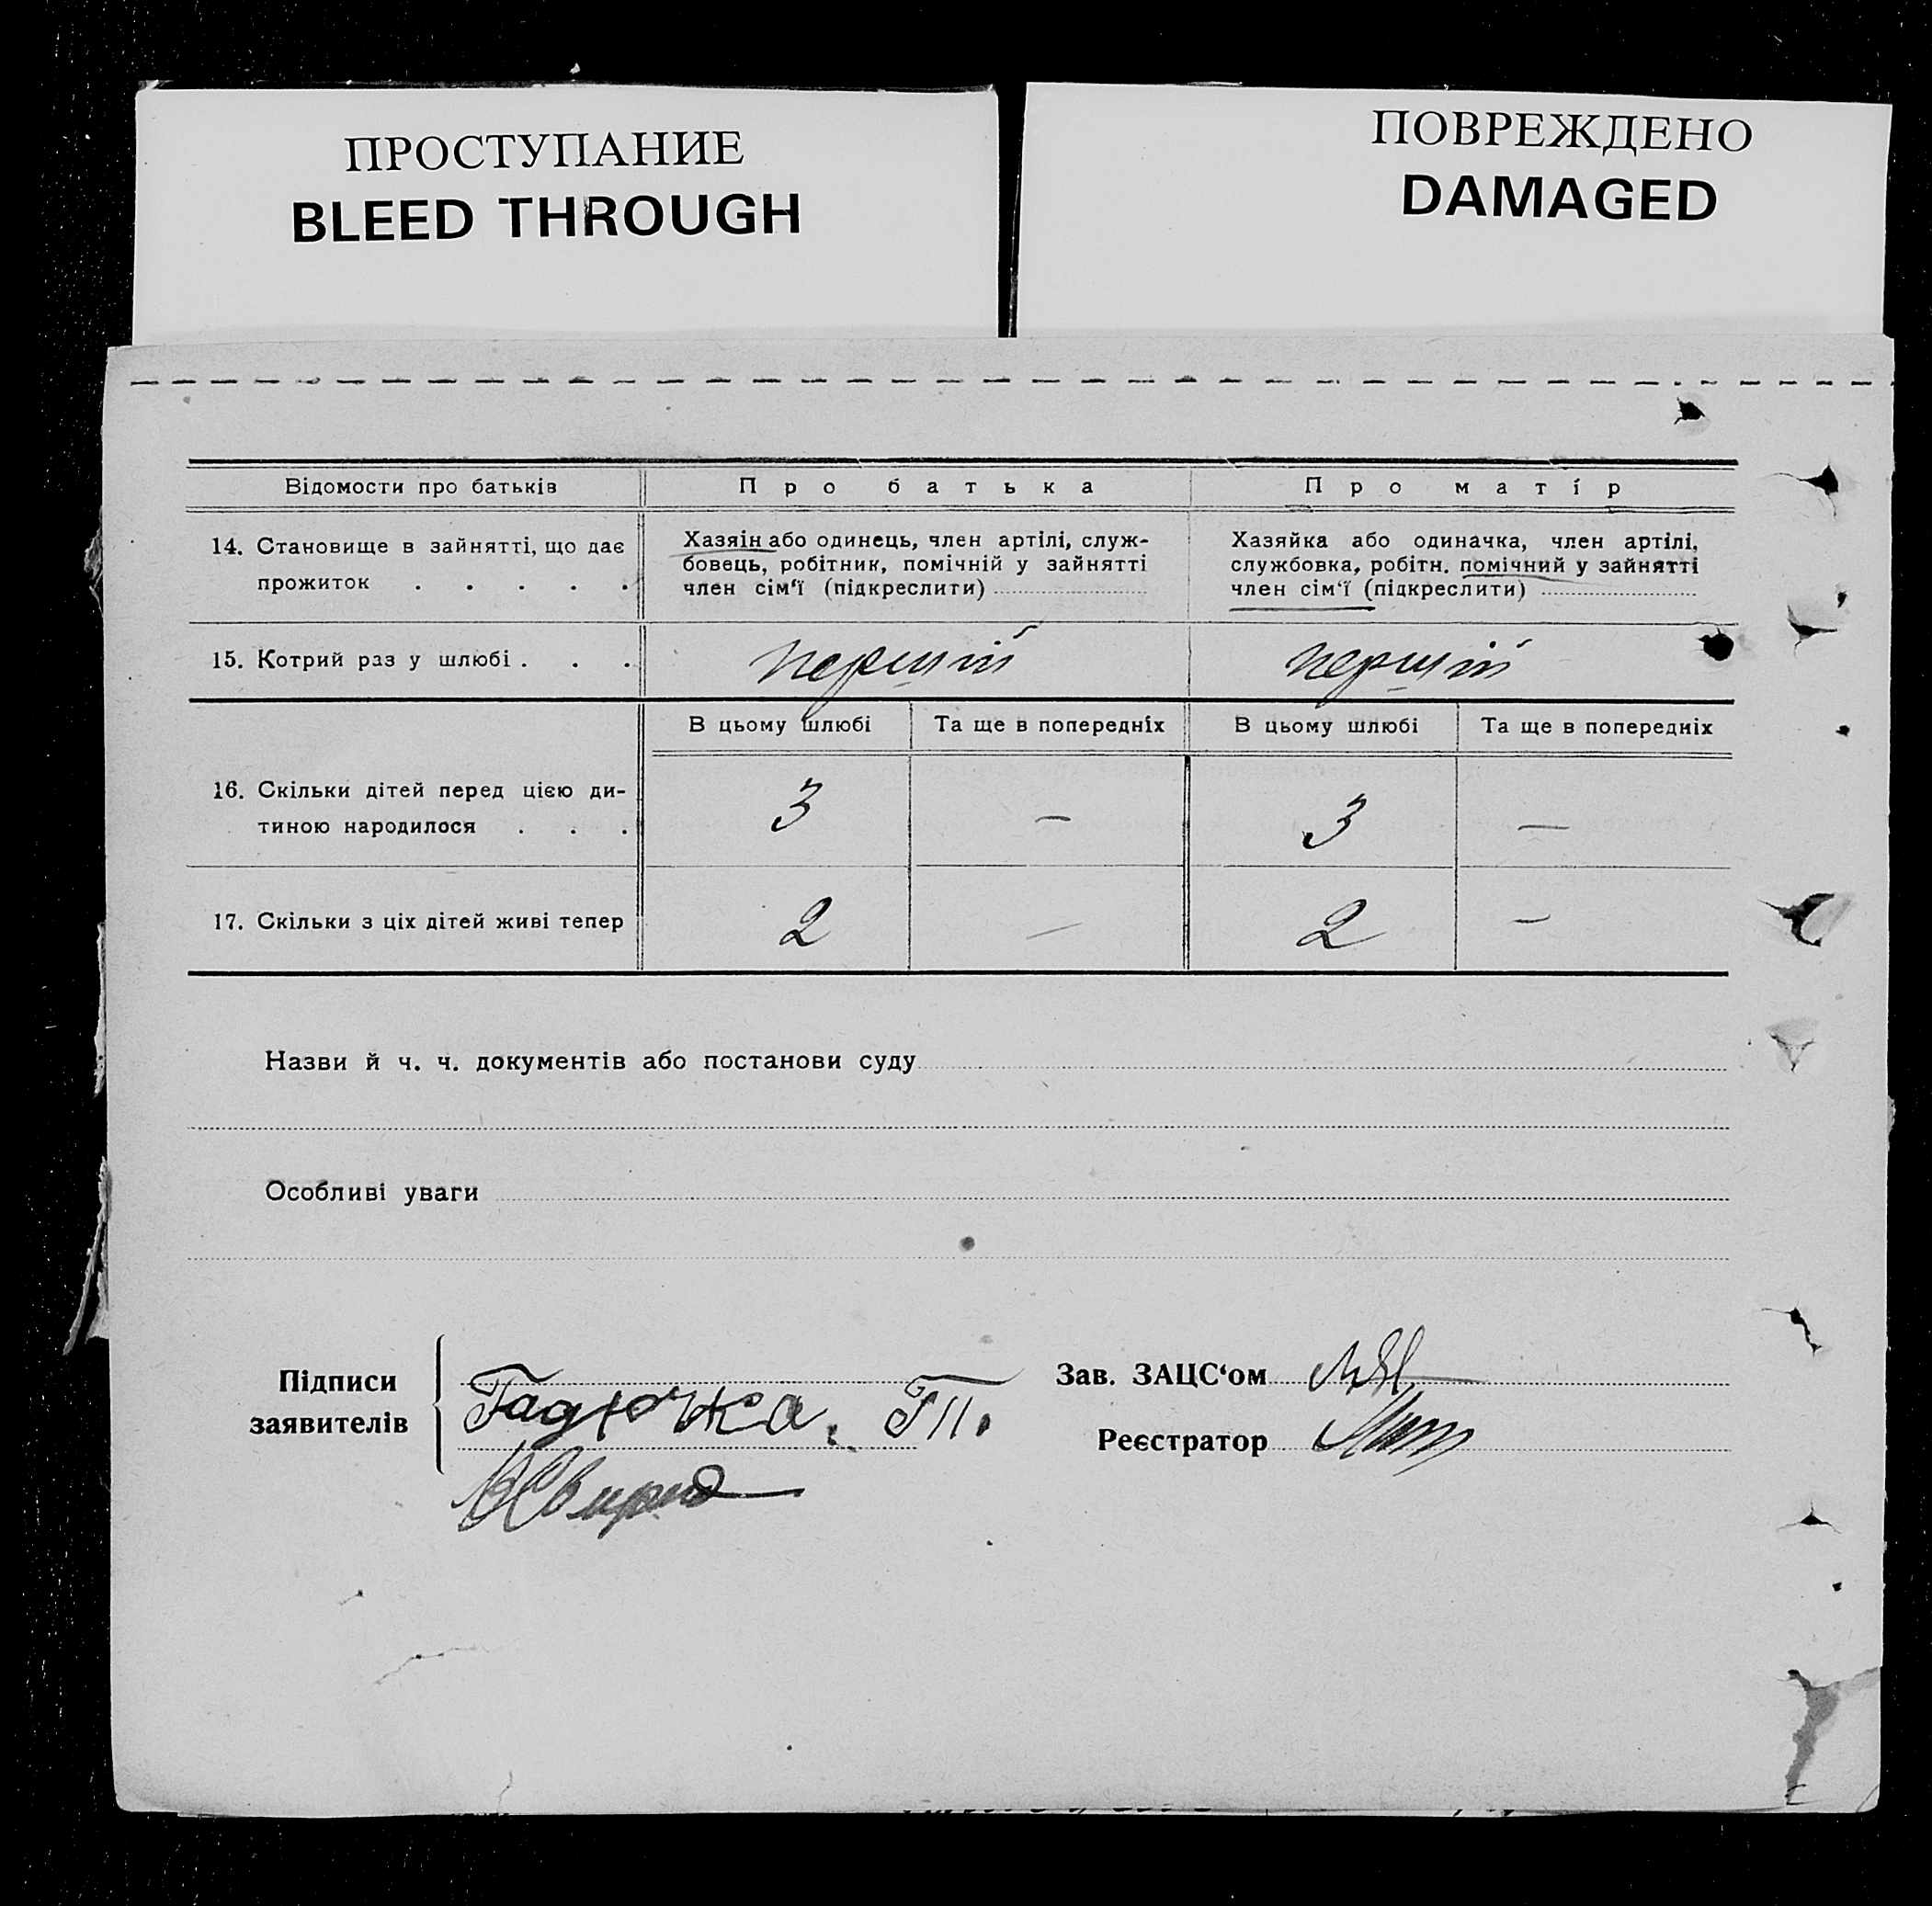 ПРОСТУПАНИЕ
BLEED THROUGH
ПОВРЕЖДЕНО
DAMAGED
Відомости про батьків
Про батька
Про матір
14. Становище в зайнятті, що дає
прожиток . . . . .
Хазяїн або одинець, член артілі, служ-
бовець, робітник, помічній у зайнятті
член сім‘ї (підкреслити)
Хазяйка або одиначка, член артілі,
службовка, робітн. помічний у зайнятті
член сім‘ї (підкреслити)
15. Котрий раз у шлюбі . . .
перший
перший
В цьому шлюбі
Та ще в попередніх
В цьому шлюбі
Та ще в попередніх
16. Скільки дітей перед цією ди-
тиною народилося . . .
3
—
3
—
17. Скільки з ціх дітей живі тепер
2
—
2
—
Назви й ч. ч. документів або постанови суду
Особливі уваги
Підписи
заявителів
Гадючка. Г П.
Зав. ЗАЦС‘ом
Реєстратор